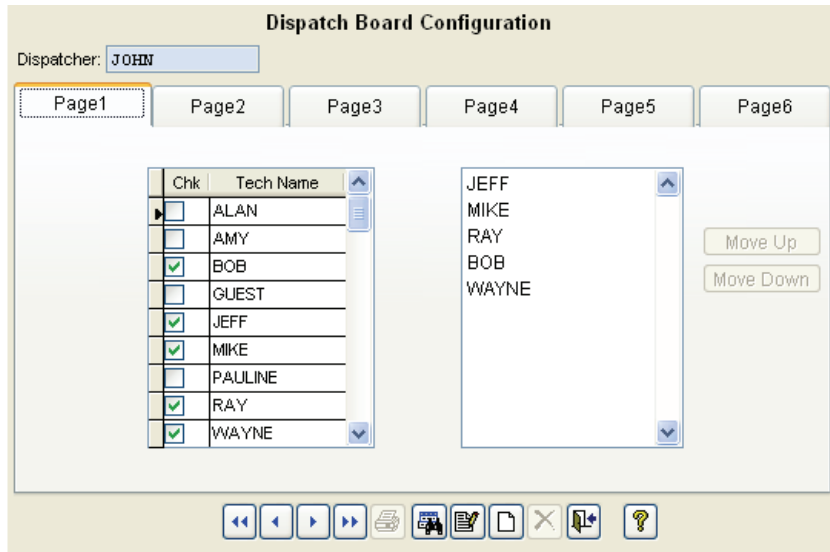 Dispatch Board Configuration
Dispatcher: JOHN
Page1 Page2 Page3 Page4 Page5 Page6
Chk Tech Name
ALAN
AMY
BOB
GUEST
JEFF
MIKE
PAULINE
RAY
WAYNE
JEFF
MIKE
RAY
BOB
WAYNE
Move Up
Move Down
?